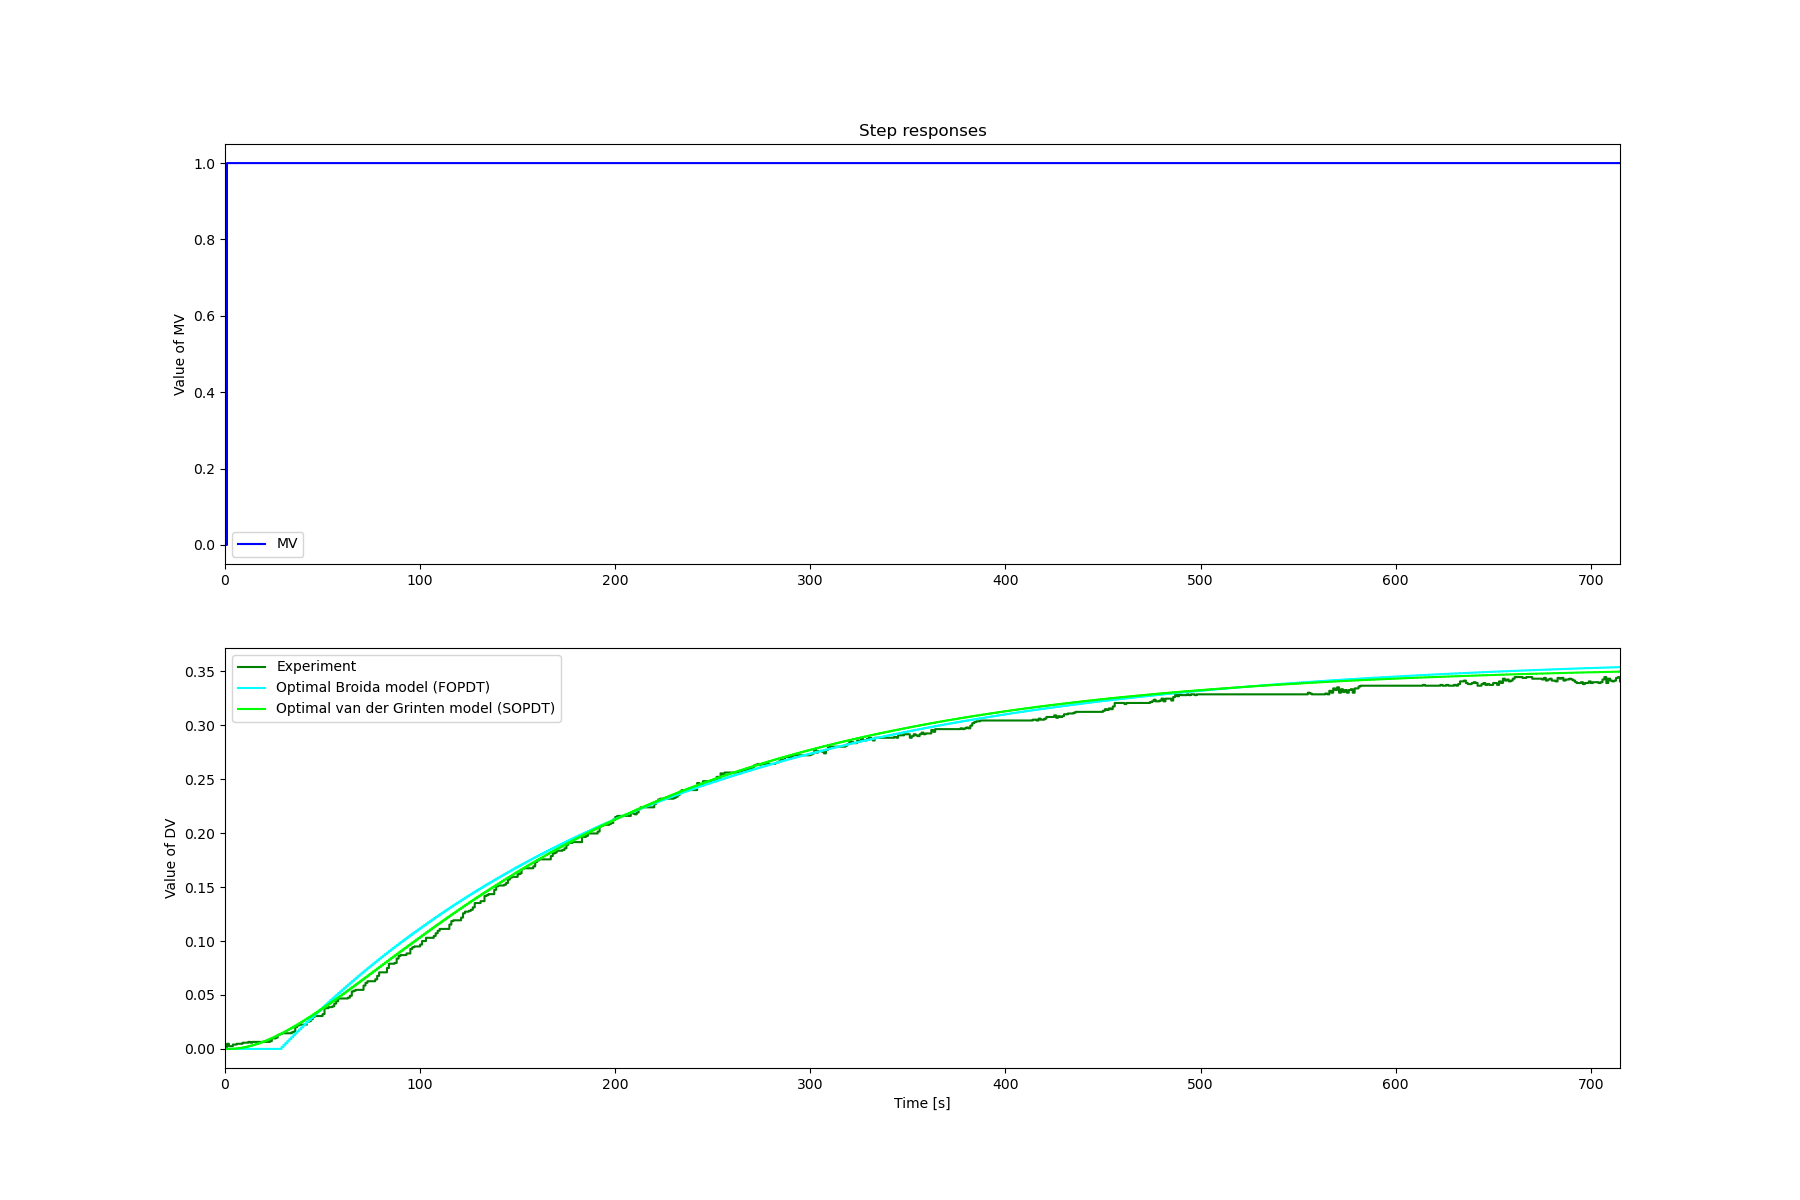 Step responses
1.0
0.8
0.6
0.4
0.2
0.0
Value of MV
MV
0 100 200 300 400 500 600 700
Experiment
Optimal Broida model (FOPDT)
Optimal van der Grinten model (SOPDT)
0.35
0.30
0.25
0.20
0.15
0.10
0.05
0.00
Value of DV
0 100 200 300 400 500 600 700
Time [s]